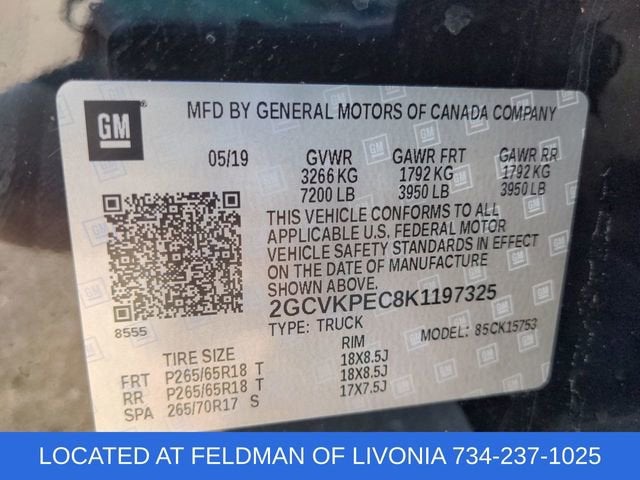 GM
MFD BY GENERAL MOTORS OF CANADA COMPANY
05/19 GVWR GAWR FRT GAWR RR
3266 KG 1792 KG 1792 KG
7200 LB 3950 LB 3950 LB
THIS VEHICLE CONFORMS TO ALL
APPLICABLE U.S. FEDERAL MOTOR
VEHICLE SAFETY STANDARDS IN EFFECT
ON THE DATE OF MANUFACTURE
SHOWN ABOVE.
2GCVKPEC8K1197325
8555
TYPE: TRUCK MODEL: 85CK15753
TIRE SIZE RIM
FRT P265/65R18 T 18X8.5J
RR P265/65R18 T 18X8.5J
SPA 265/70R17 S 17X7.5J
LOCATED AT FELDMAN OF LIVONIA 734-237-1025